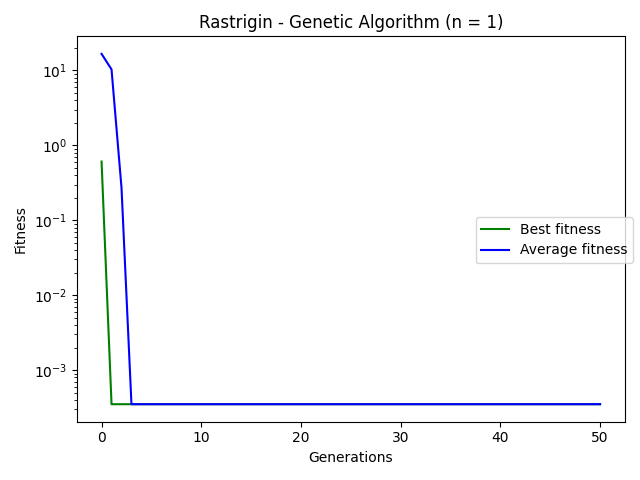 Rastrigin - Genetic Algorithm (n = 1)
Fitness
10¹
10⁰
10⁻¹
10⁻²
10⁻³
Best fitness
Average fitness
0 10 20 30 40 50
Generations